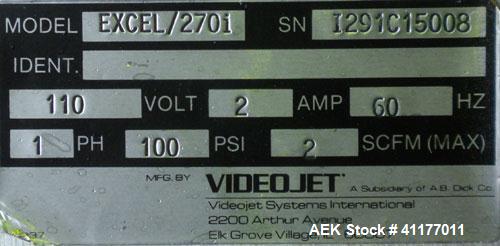 MODEL EXCEL/270i SN I291C15008
IDENT.
110 VOLT 2 AMP 60 HZ
1 PH 100 PSI 2 SCFM (MAX)
MFG. BY VIDEOJET A Subsidiary of A.B. Dick Co.
Videojet Systems International
2200 Arthur Avenue
Elk Grove Village,
AEK Stock # 41177011